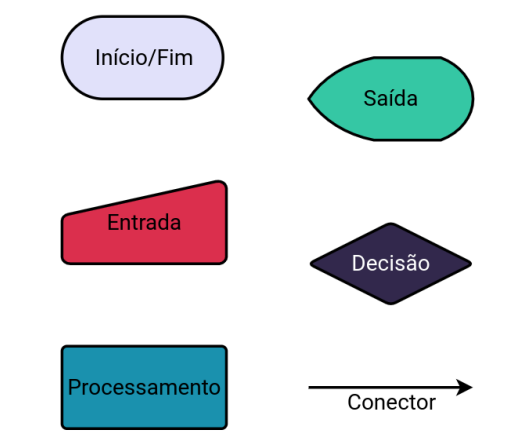 Início/Fim
Saída
Entrada
Decisão
Processamento
Conector